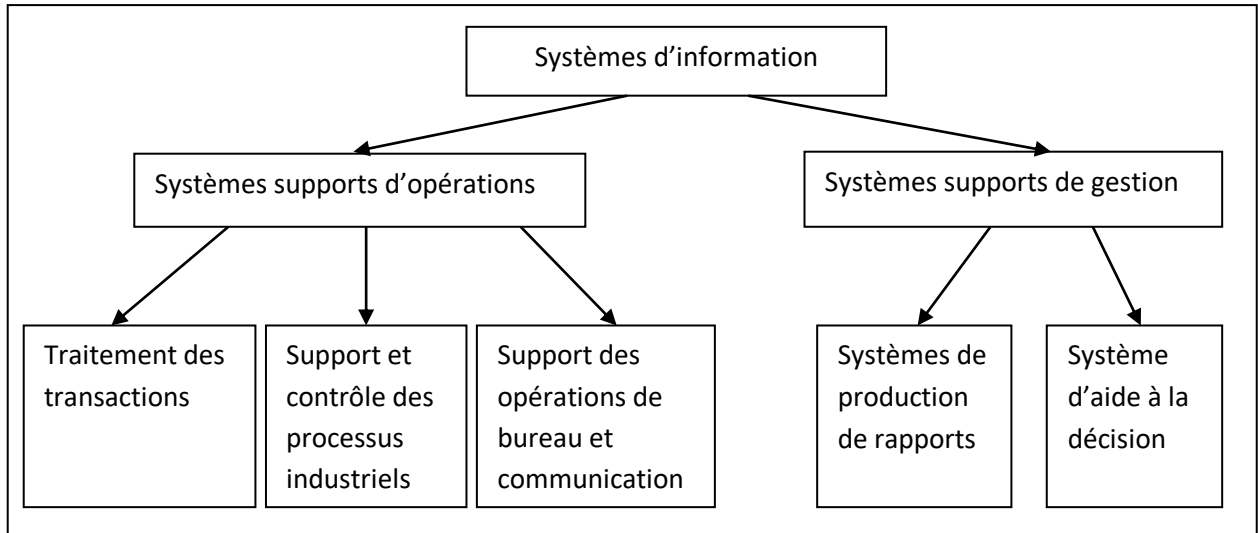 Systèmes d’information
Systèmes supports d’opérations
Systèmes supports de gestion
Traitement des
transactions
Support et
contrôle des
processus
industriels
Support des
opérations de
bureau et
communication
Systèmes de
production
de rapports
Système
d’aide à la
décision